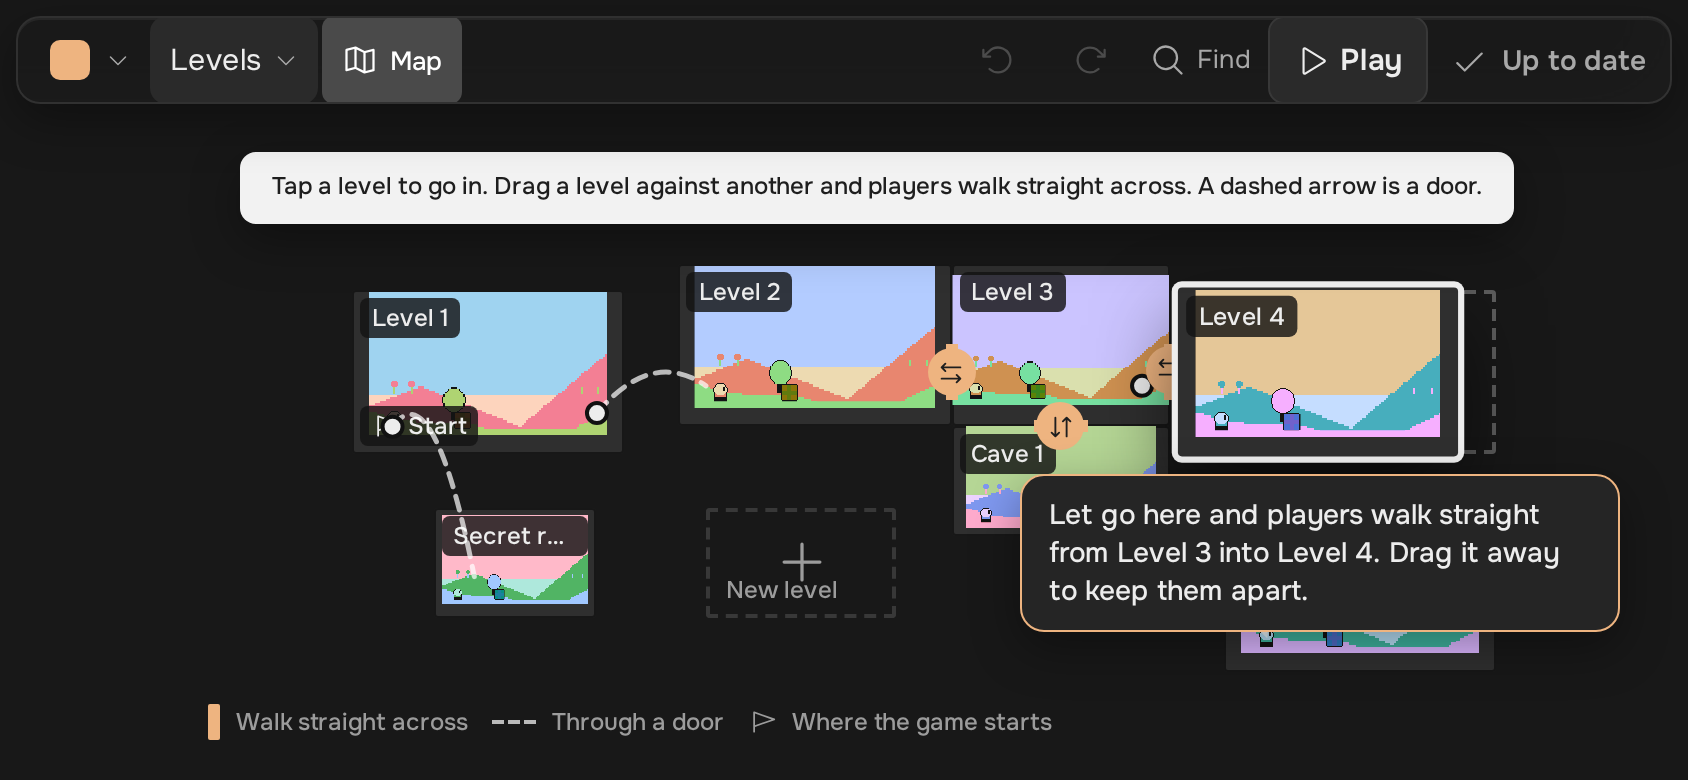 Levels
Map
Find
Play
Up to date
Tap a level to go in. Drag a level against another and players walk straight across. A dashed arrow is a door.
Level 1
Level 2
Level 3
Level 4
Start
Cave 1
Secret r...
New level
Let go here and players walk straight
from Level 3 into Level 4. Drag it away
to keep them apart.
Walk straight across
Through a door
Where the game starts